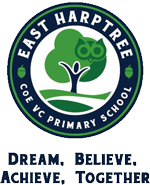 EAST HARPTREE
COE VC PRIMARY SCHOOL
DREAM, BELIEVE,
ACHIEVE, TOGETHER